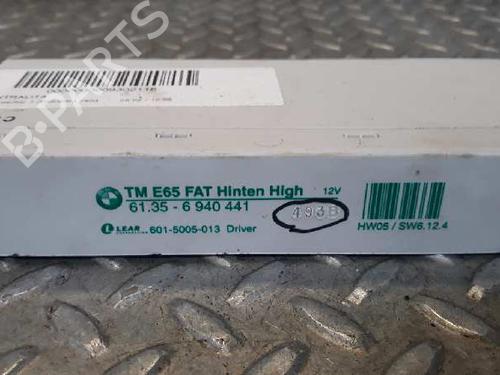 B-PARTS
TM E65 FAT Hinten High 12V
61.35 - 6 940 441
493B
LEAR 601-5005-013 Driver
HW05 / SW6.12.4